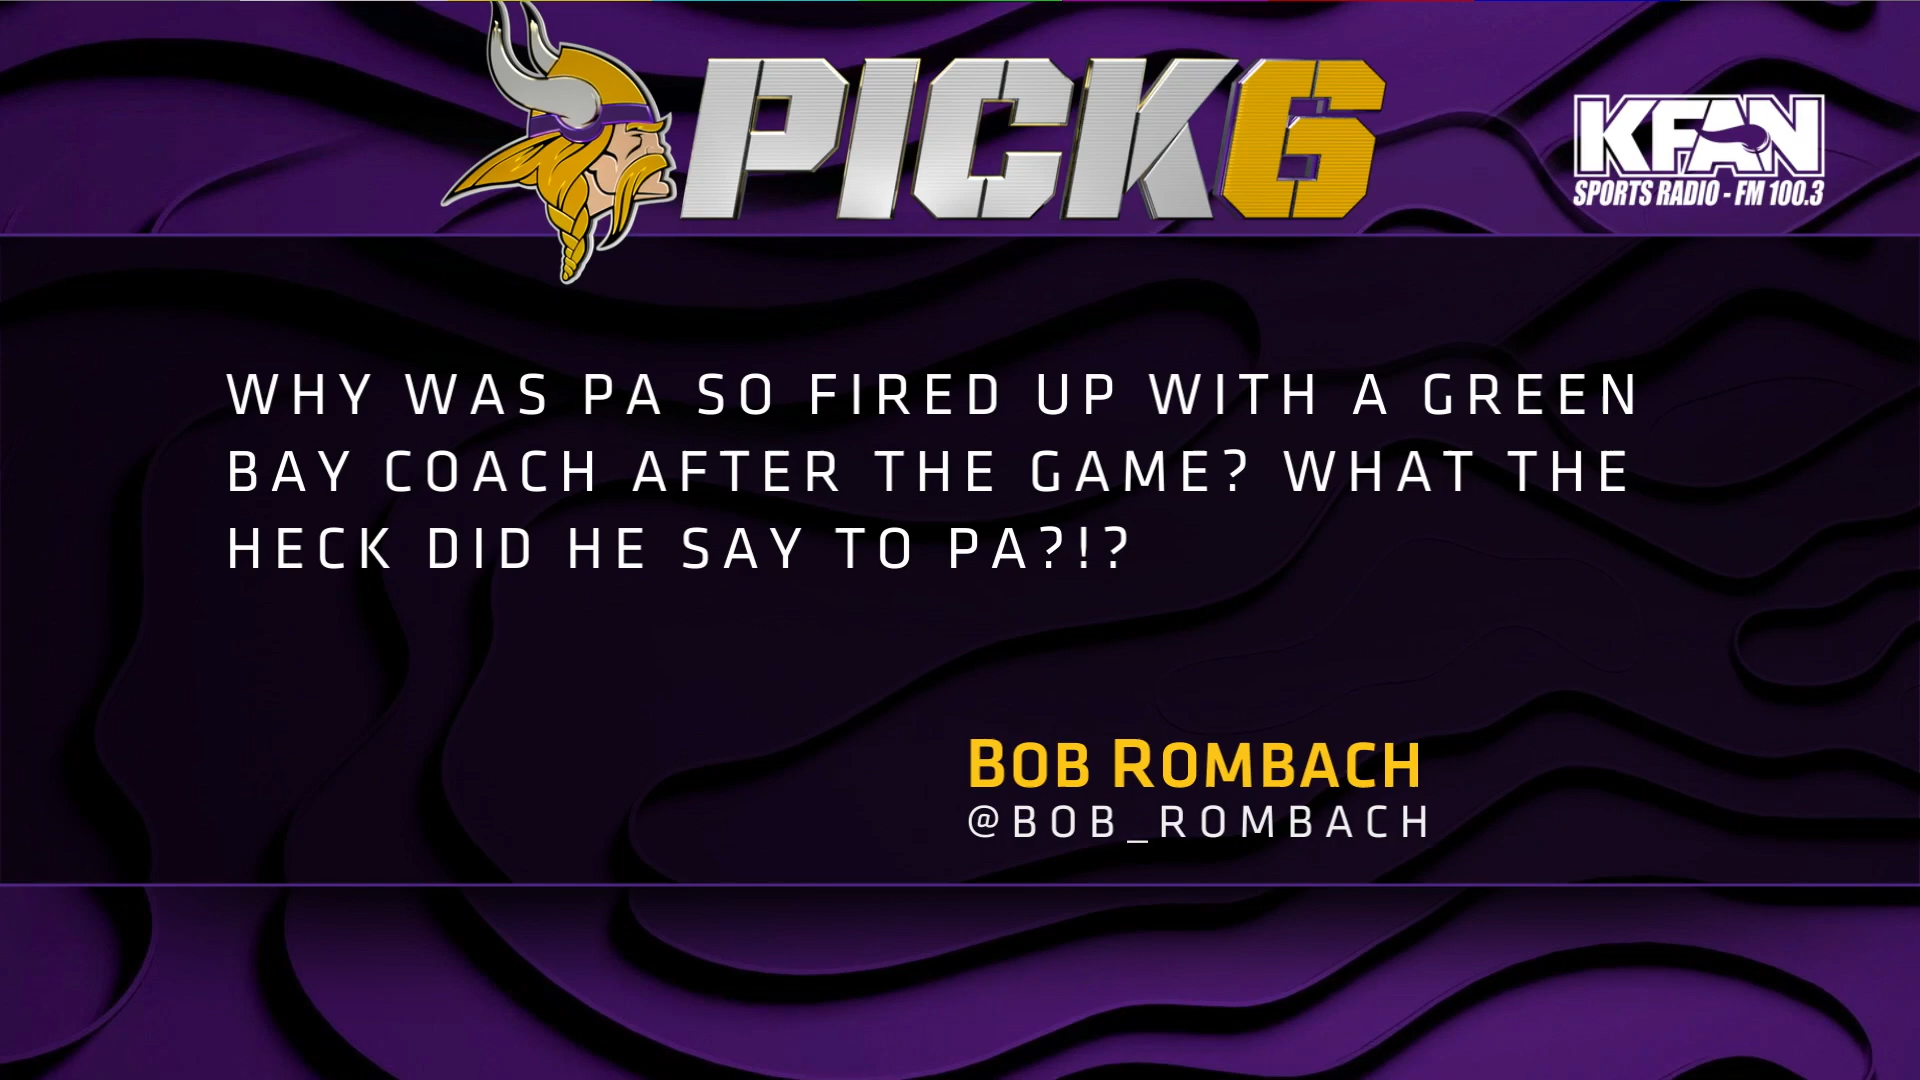 PICK6
KFAN
SPORTS RADIO - FM 100.3
WHY WAS PA SO FIRED UP WITH A GREEN
BAY COACH AFTER THE GAME? WHAT THE
HECK DID HE SAY TO PA?!?
BOB ROMBACH
@BOB_ROMBACH